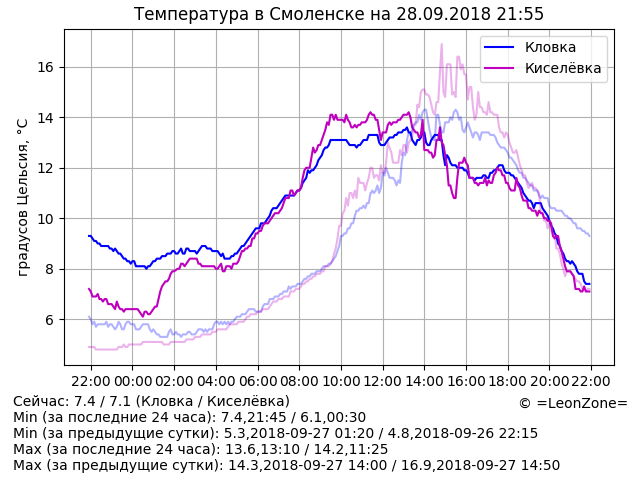 Температура в Смоленске на 28.09.2018 21:55
Кловка
Киселёвка
градусов Цельсия, °C
16
14
12
10
8
6
22:00 00:00 02:00 04:00 06:00 08:00 10:00 12:00 14:00 16:00 18:00 20:00 22:00
Сейчас: 7.4 / 7.1 (Кловка / Киселёвка)
© =LeonZone=
Min (за последние 24 часа): 7.4,21:45 / 6.1,00:30
Min (за предыдущие сутки): 5.3,2018-09-27 01:20 / 4.8,2018-09-26 22:15
Max (за последние 24 часа): 13.6,13:10 / 14.2,11:25
Max (за предыдущие сутки): 14.3,2018-09-27 14:00 / 16.9,2018-09-27 14:50